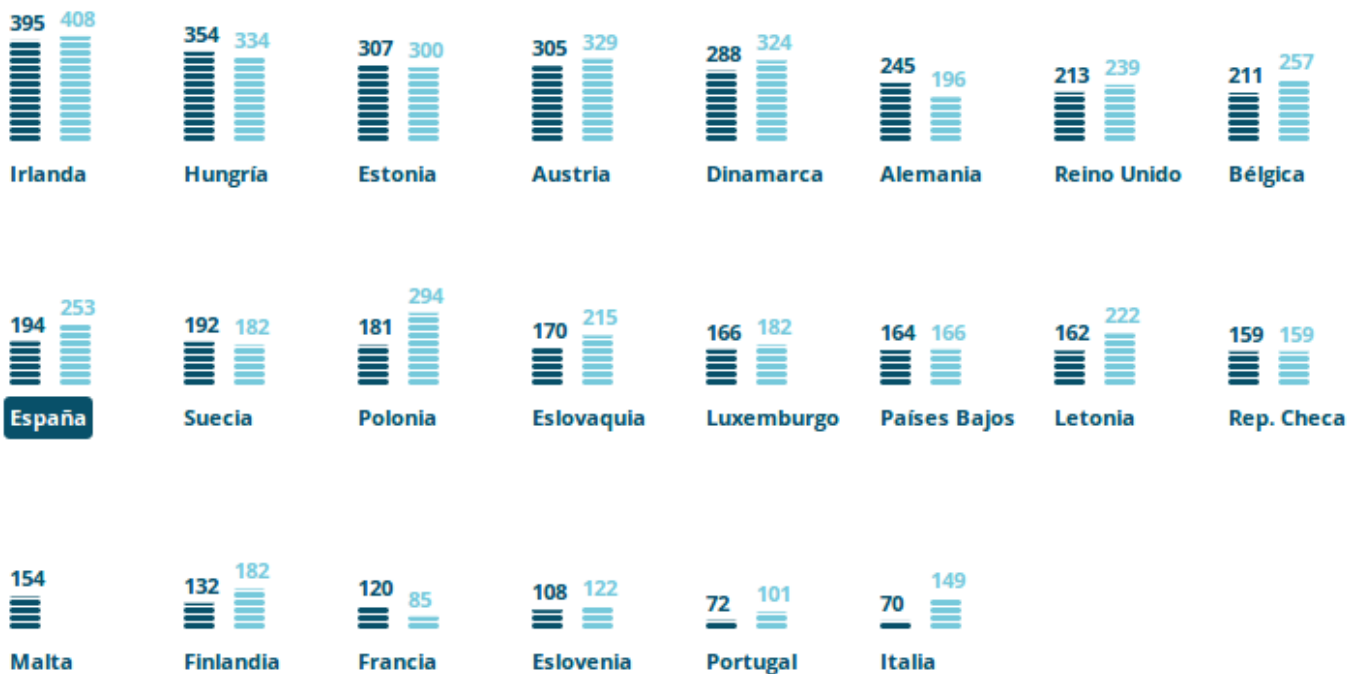 395 408 354 334 307 300 305 329 288 324 245 196 213 239 211 257
Irlanda Hungría Estonia Austria Dinamarca Alemania Reino Unido Bélgica
194 253 192 182 181 294 170 215 166 182 164 166 162 222 159 159
España Suecia Polonia Eslovaquia Luxemburgo Países Bajos Letonia Rep. Checa
154 132 182 120 85 108 122 72 101 70 149
Malta Finlandia Francia Eslovenia Portugal Italia